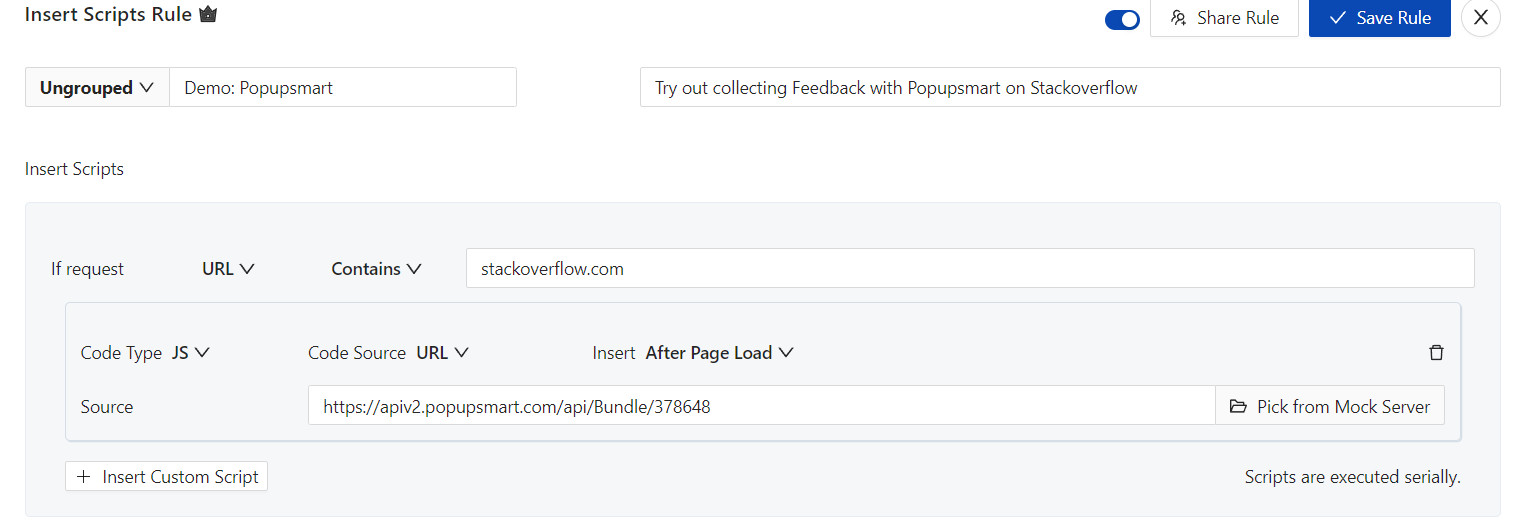 Insert Scripts Rule
Share Rule
Save Rule
Ungrouped
Demo: Popupsmart
Try out collecting Feedback with Popupsmart on Stackoverflow
Insert Scripts
If request URL Contains stackoverflow.com
Code Type JS Code Source URL Insert After Page Load
Source https://apiv2.popupsmart.com/api/Bundle/378648 Pick from Mock Server
Insert Custom Script
Scripts are executed serially.